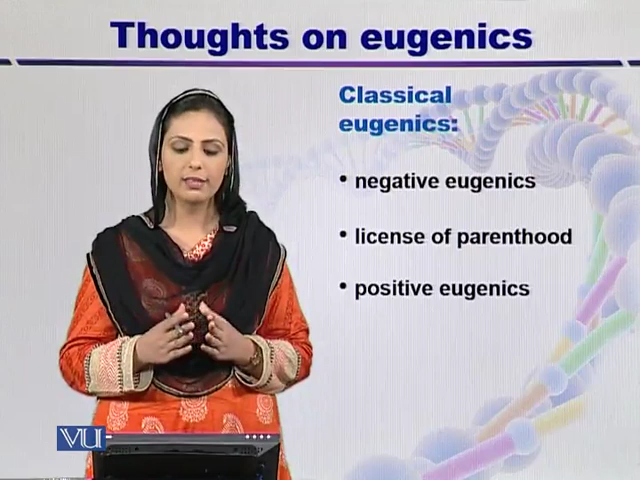 Thoughts on eugenics
Classical
eugenics:
• negative eugenics
• license of parenthood
• positive eugenics
VU